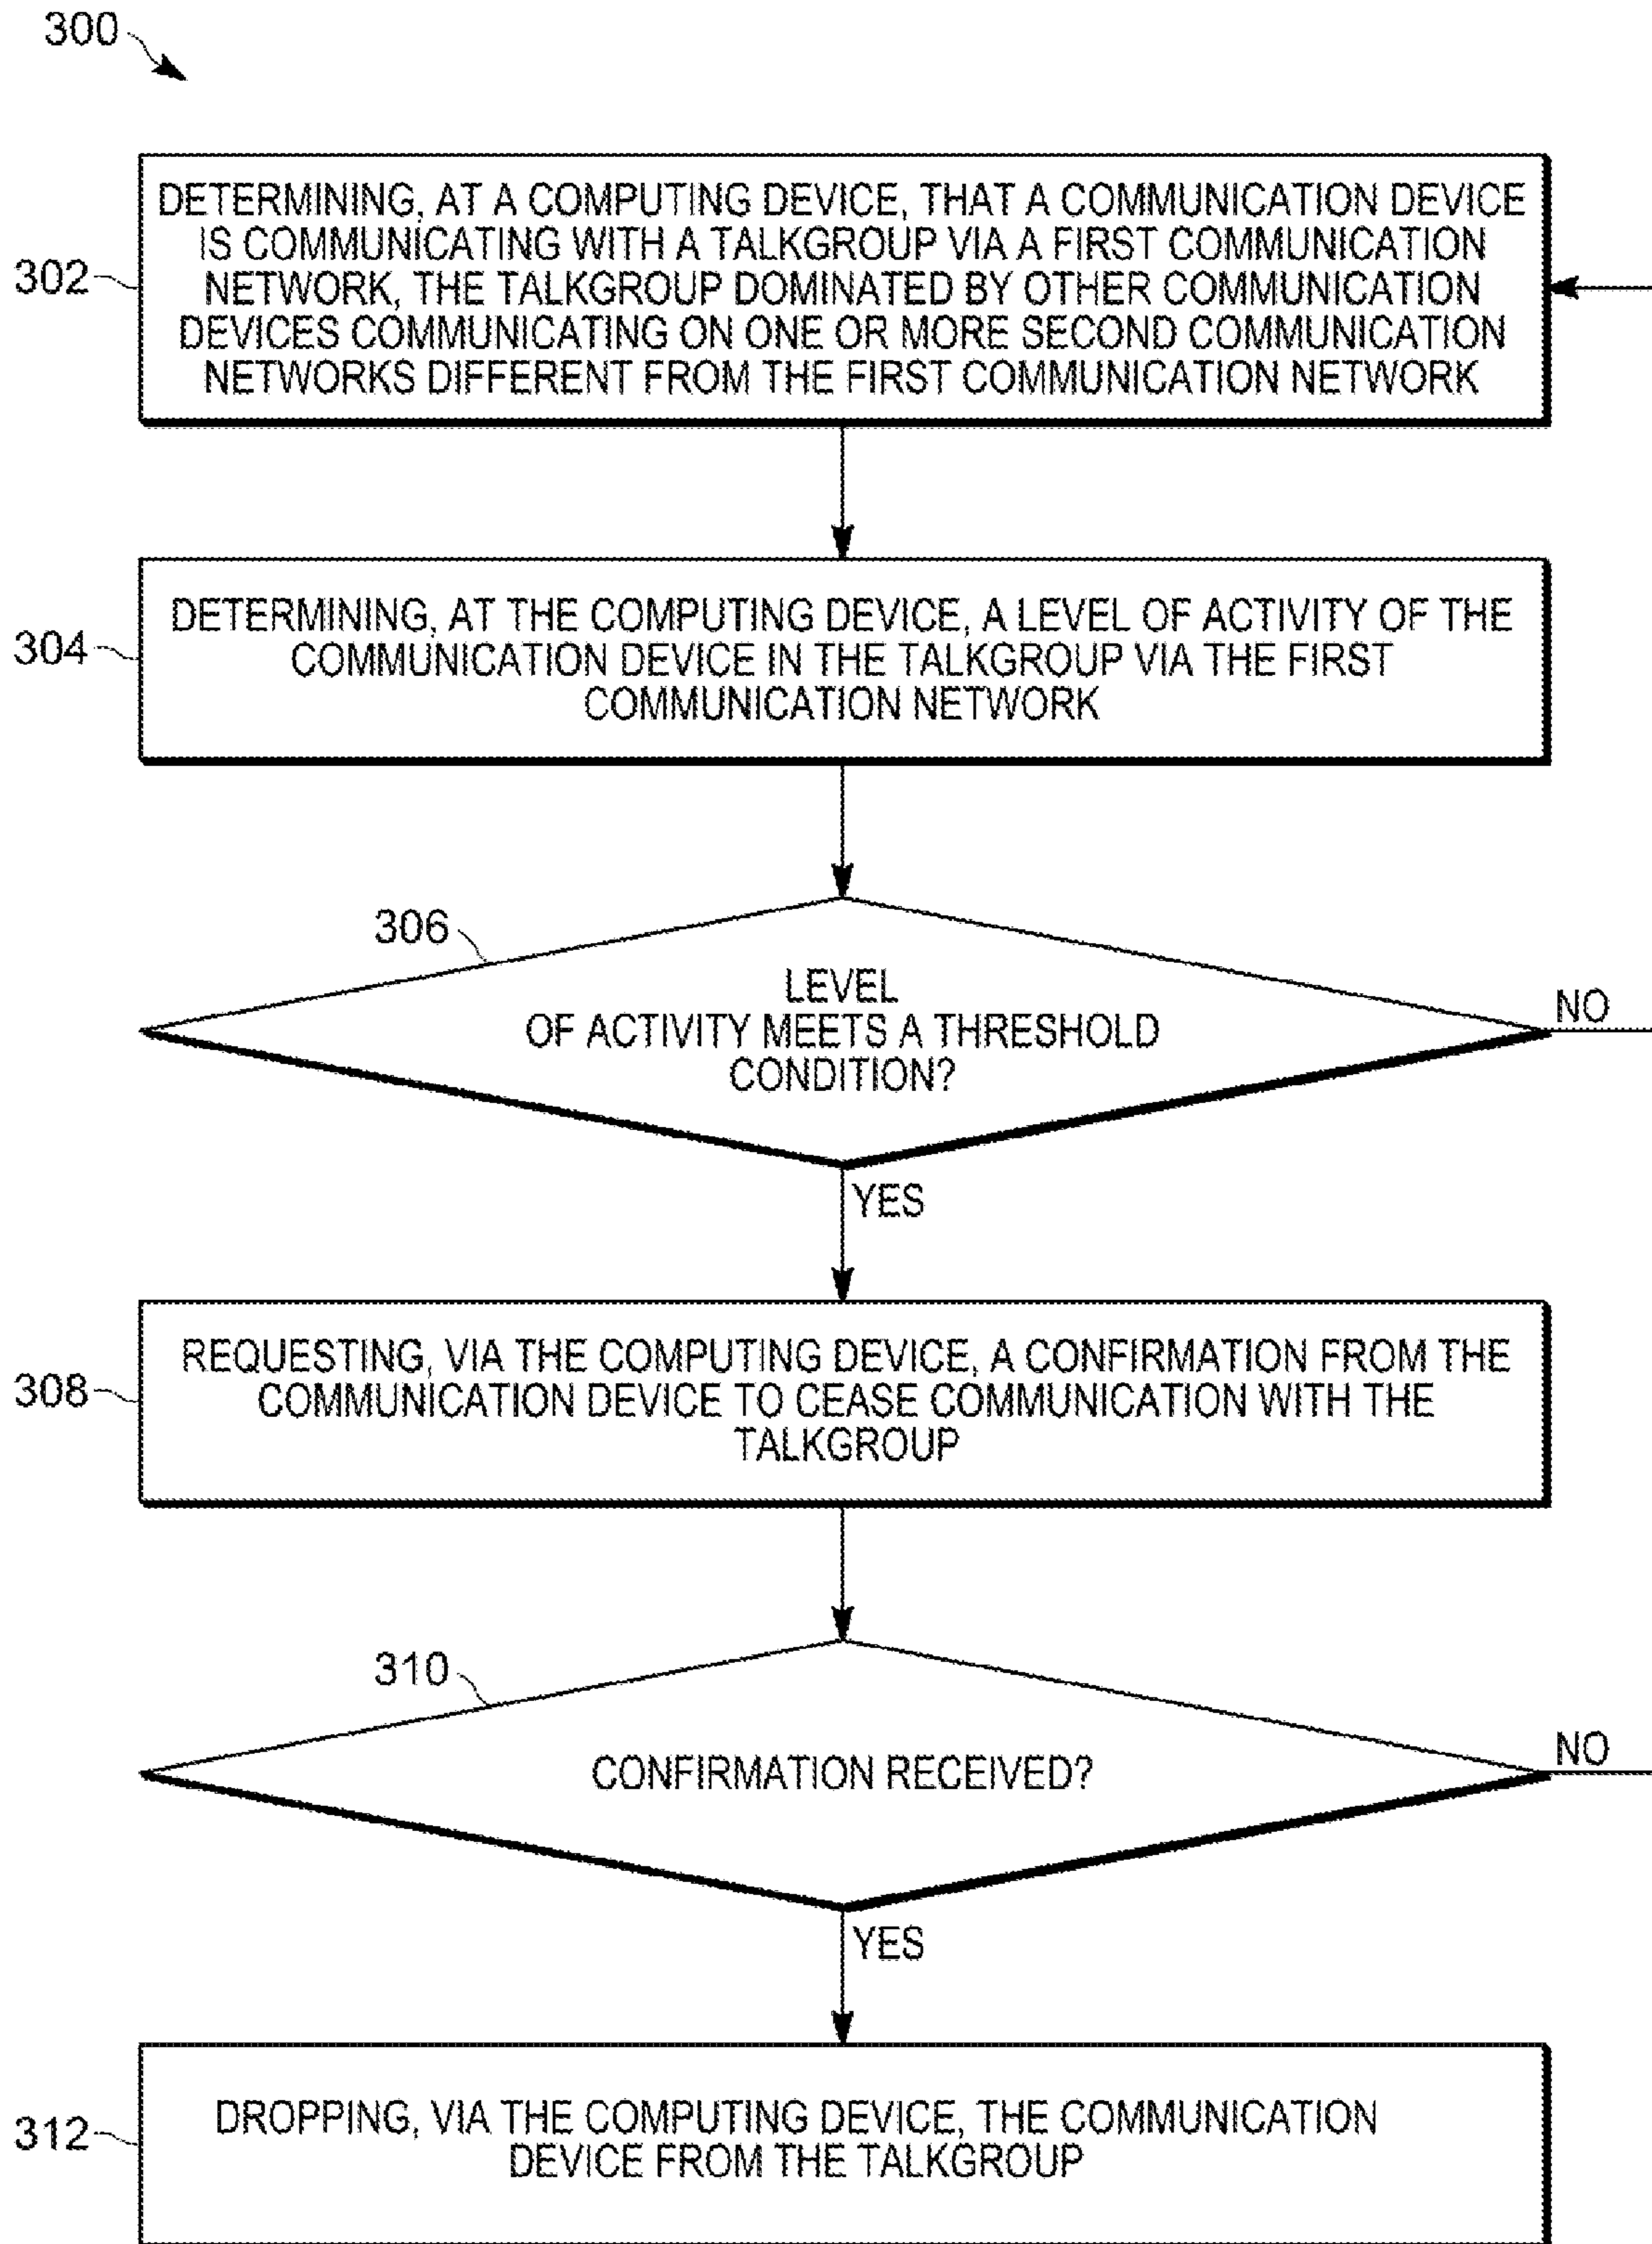 300
302
DETERMINING, AT A COMPUTING DEVICE, THAT A COMMUNICATION DEVICE
IS COMMUNICATING WITH A TALKGROUP VIA A FIRST COMMUNICATION
NETWORK, THE TALKGROUP DOMINATED BY OTHER COMMUNICATION
DEVICES COMMUNICATING ON ONE OR MORE SECOND COMMUNICATION
NETWORKS DIFFERENT FROM THE FIRST COMMUNICATION NETWORK
304
DETERMINING, AT THE COMPUTING DEVICE, A LEVEL OF ACTIVITY OF THE
COMMUNICATION DEVICE IN THE TALKGROUP VIA THE FIRST
COMMUNICATION NETWORK
306
LEVEL
OF ACTIVITY MEETS A THRESHOLD
CONDITION?
NO
YES
308
REQUESTING, VIA THE COMPUTING DEVICE, A CONFIRMATION FROM THE
COMMUNICATION DEVICE TO CEASE COMMUNICATION WITH THE
TALKGROUP
310
CONFIRMATION RECEIVED?
NO
YES
312
DROPPING, VIA THE COMPUTING DEVICE, THE COMMUNICATION
DEVICE FROM THE TALKGROUP